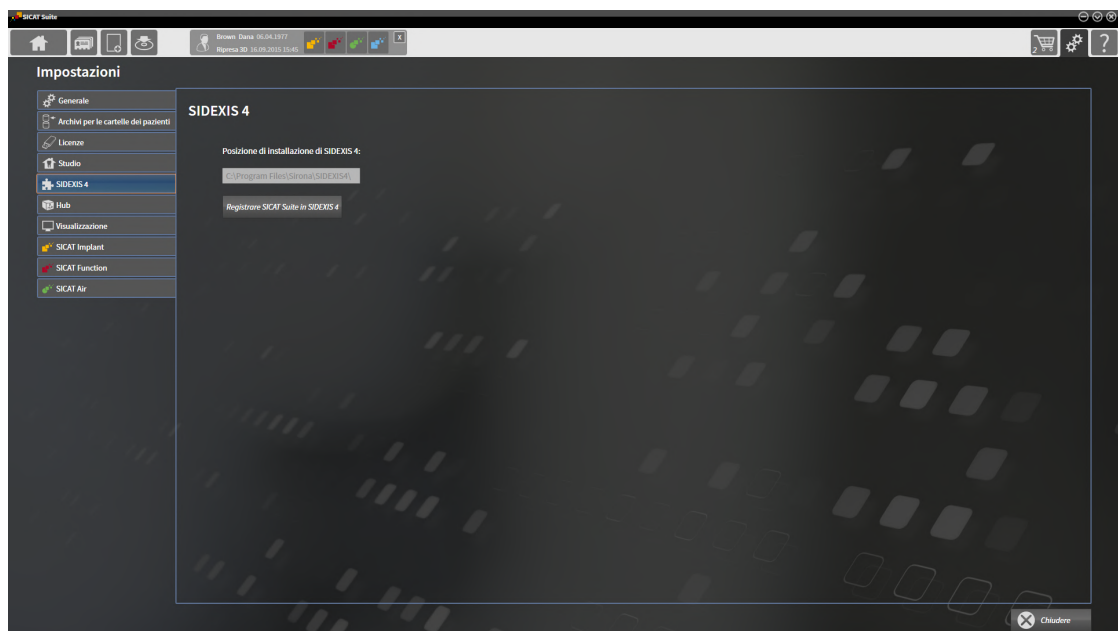 SICAT Suite
Brown Dana 06.04.1977
Ripresa 3D 16.09.2015 15:45
X
2
?
Impostazioni
Generale
Archivi per le cartelle dei pazienti
Licenze
Studio
SIDEXIS 4
Hub
Visualizzazione
SICAT Implant
SICAT Function
SICAT Air
SIDEXIS 4
Posizione di installazione di SIDEXIS 4:
C:\Program Files\Sirona\SIDEXIS4\
Registrare SICAT Suite in SIDEXIS 4
Chiudere